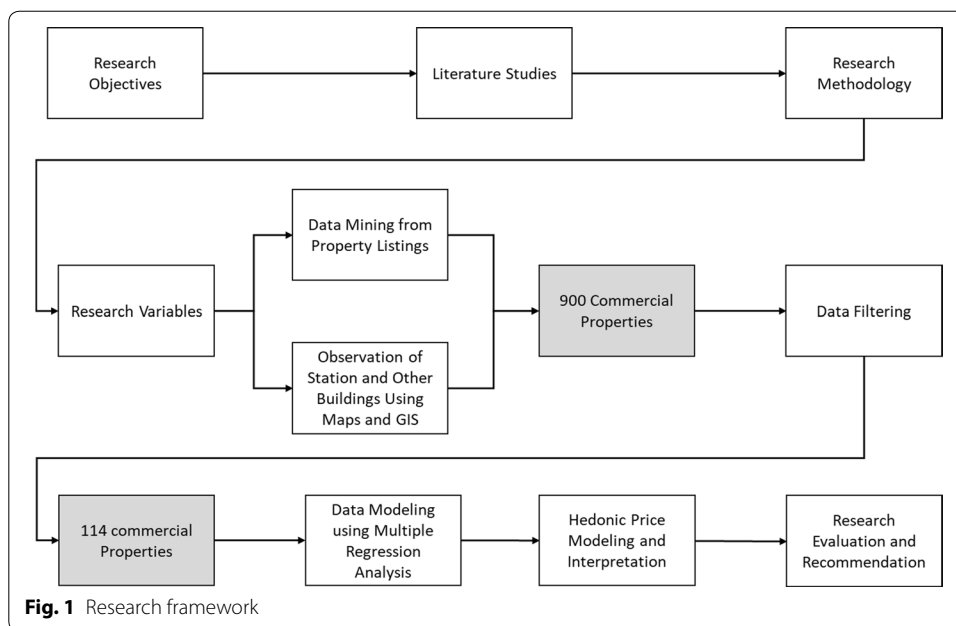 Research
Objectives
Literature Studies
Research
Methodology
Research Variables
Data Mining from
Property Listings
Observation of
Station and Other
Buildings Using
Maps and GIS
900 Commercial
Properties
Data Filtering
114 commercial
Properties
Data Modeling
using Multiple
Regression
Analysis
Hedonic Price
Modeling and
Interpretation
Research
Evaluation and
Recommendation
Fig. 1 Research framework